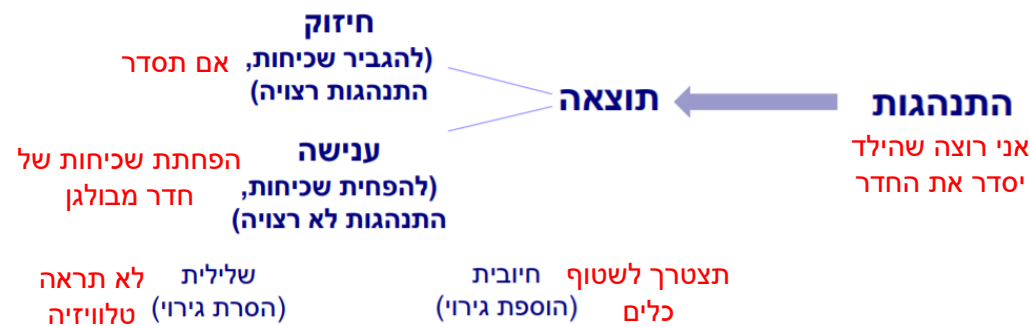 חיזוק
(להגביר שכיחות,
התנהגות רצויה)
אם תסדר
תוצאה
התנהגות
אני רוצה שהילד
יסדר את החדר
ענישה
(להפחית שכיחות,
התנהגות לא רצויה)
הפחתת שכיחות של
חדר מבולגן
תצטרך לשטוף
כלים
חיובית
(הוספת גירוי)
שלילית
(הסרת גירוי)
לא תראה
טלוויזיה